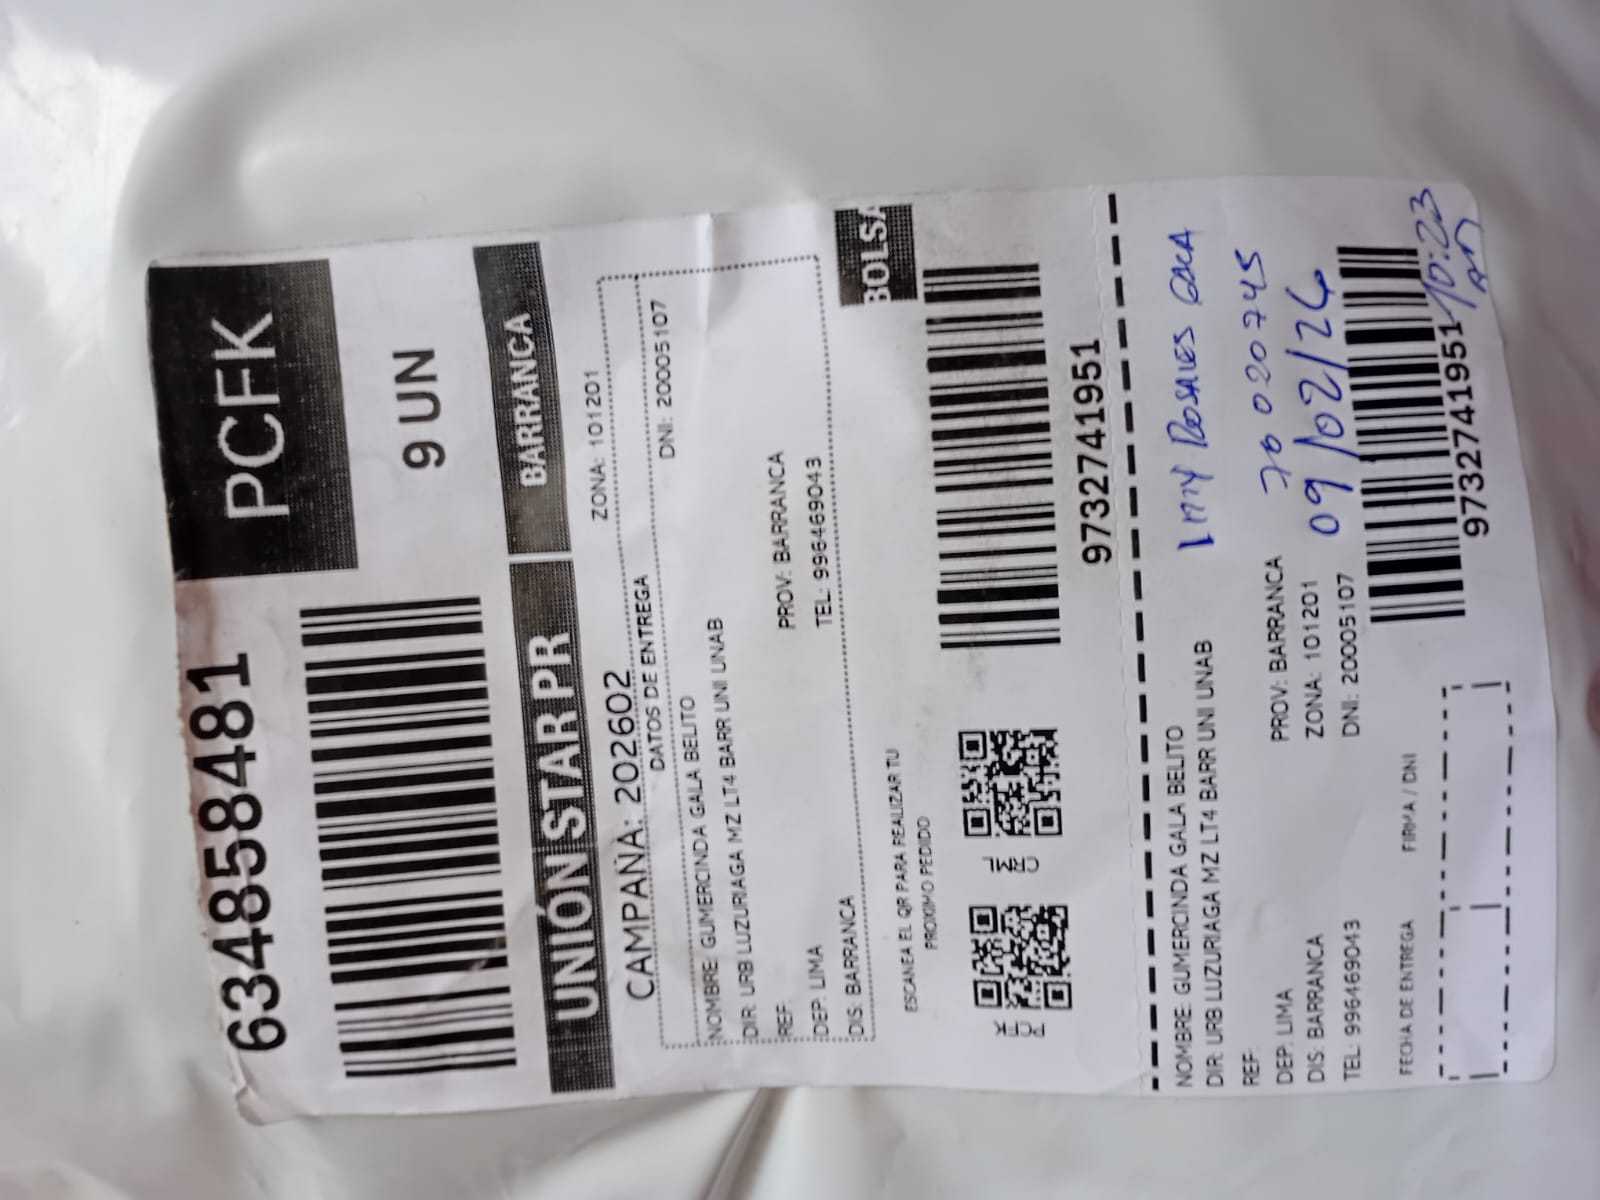 6348584481
PCFK
9 UN
UNIÓN STAR PR
BARRANCA
CAMPAÑA: 202602
ZONA: 101201
DATOS DE ENTREGA
DNI: 20005107
NOMBRE: GUMERCINDA GALA BELITO
DIR: URB LUZURIAGA MZ LT4 BARR UNI UNAB
REF:
DEP: LIMA
PROV: BARRANCA
DIS: BARRANCA
TEL: 996469043
BOLSA
ESCANEA EL QR PARA REALIZAR TU
PROXIMO PEDIDO
9732741951
NOMBRE: GUMERCINDA GALA BELITO
DIR: URB LUZURIAGA MZ LT4 BARR UNI UNAB
REF:
DEP: LIMA
PROV: BARRANCA
DIS: BARRANCA
ZONA: 101201
TEL: 996469043
DNI: 20005107
Rosales
70020745
09/02/26
10:23
FECHA DE ENTREGA
FIRMA / DNI
9732741951